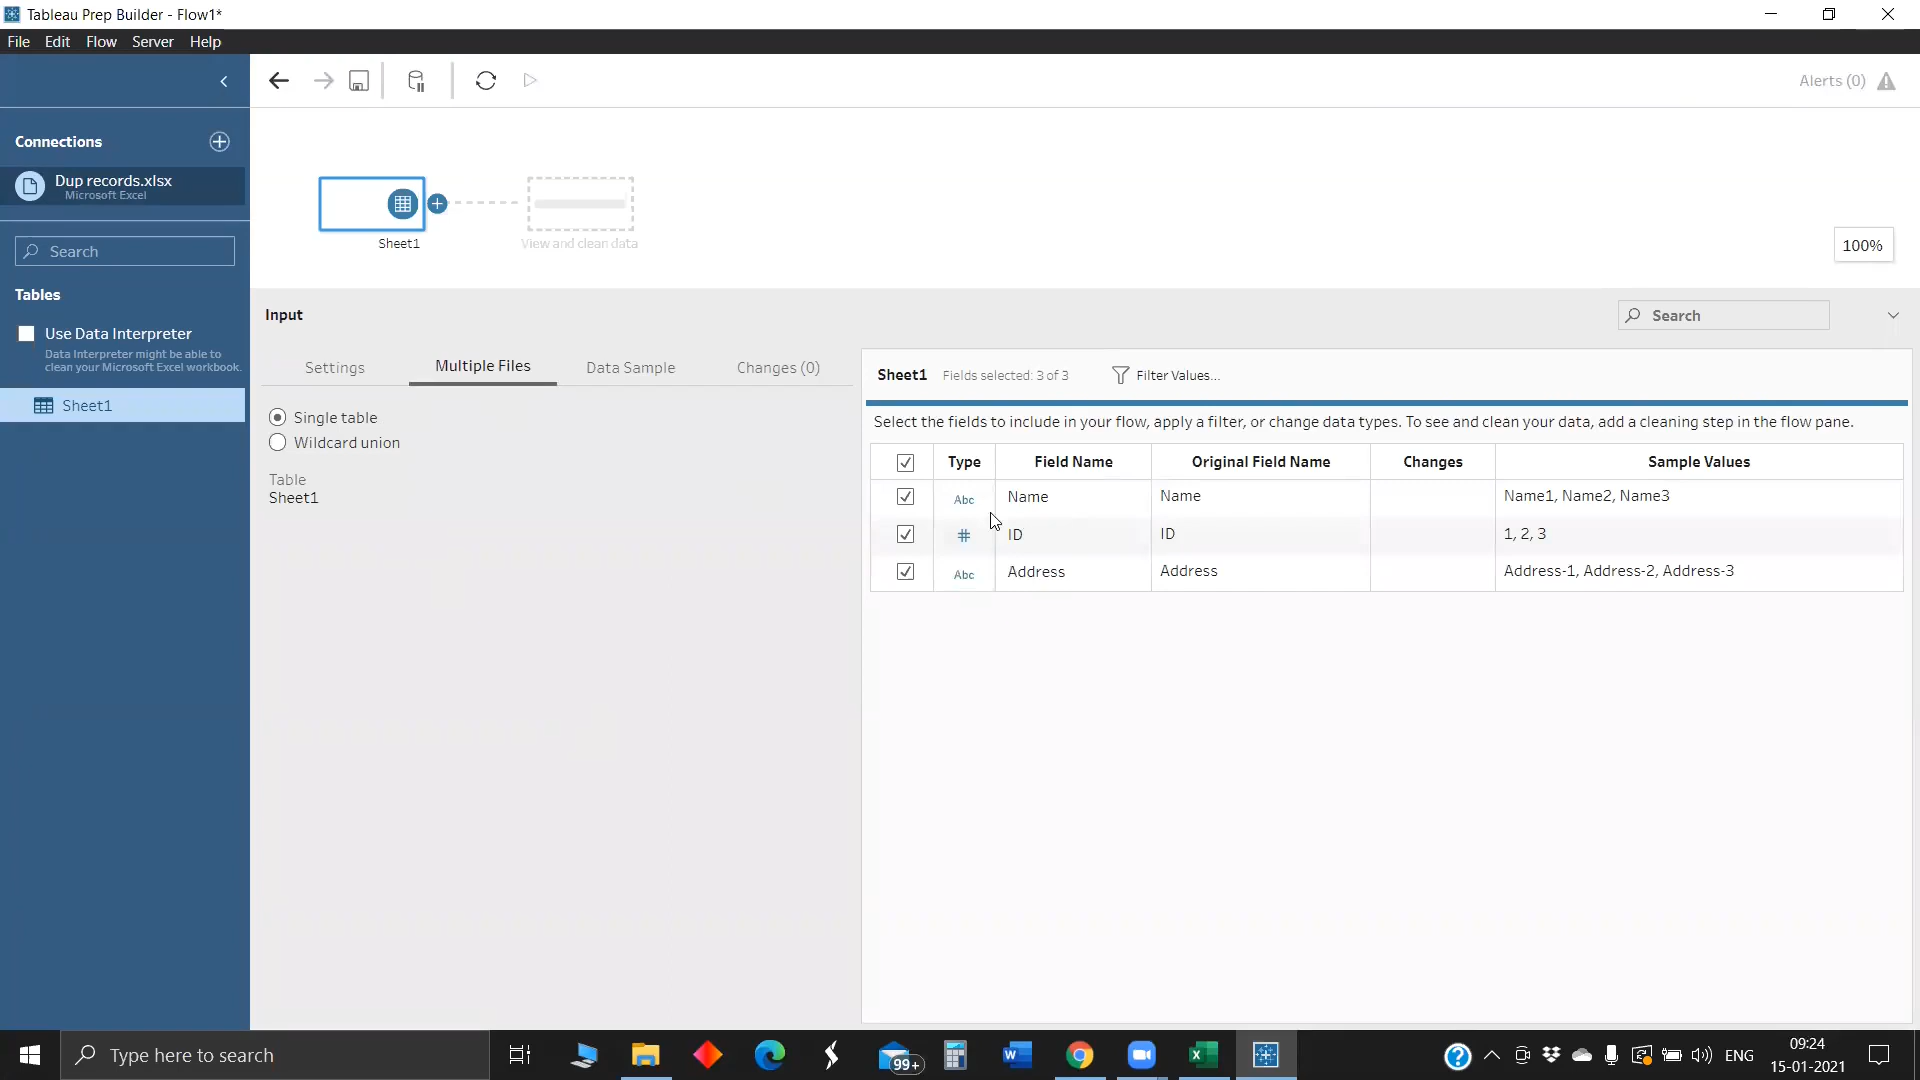 Tableau Prep Builder - Flow1*
File Edit Flow Server Help
Alerts (0)
Connections
Dup records.xlsx
Microsoft Excel
Search
Tables
Use Data Interpreter
Data Interpreter might be able to
clean your Microsoft Excel workbook.
Sheet1
Sheet1
View and clean data
100%
Input
Search
Settings Multiple Files Data Sample Changes (0)
Single table
Wildcard union
Table
Sheet1
Sheet1 Fields selected: 3 of 3 Filter Values...
Select the fields to include in your flow, apply a filter, or change data types. To see and clean your data, add a cleaning step in the flow pane.
Type Field Name Original Field Name Changes Sample Values
Abc Name Name Name1, Name2, Name3
# ID ID 1, 2, 3
Abc Address Address Address-1, Address-2, Address-3
Type here to search
99+
ENG
09:24
15-01-2021